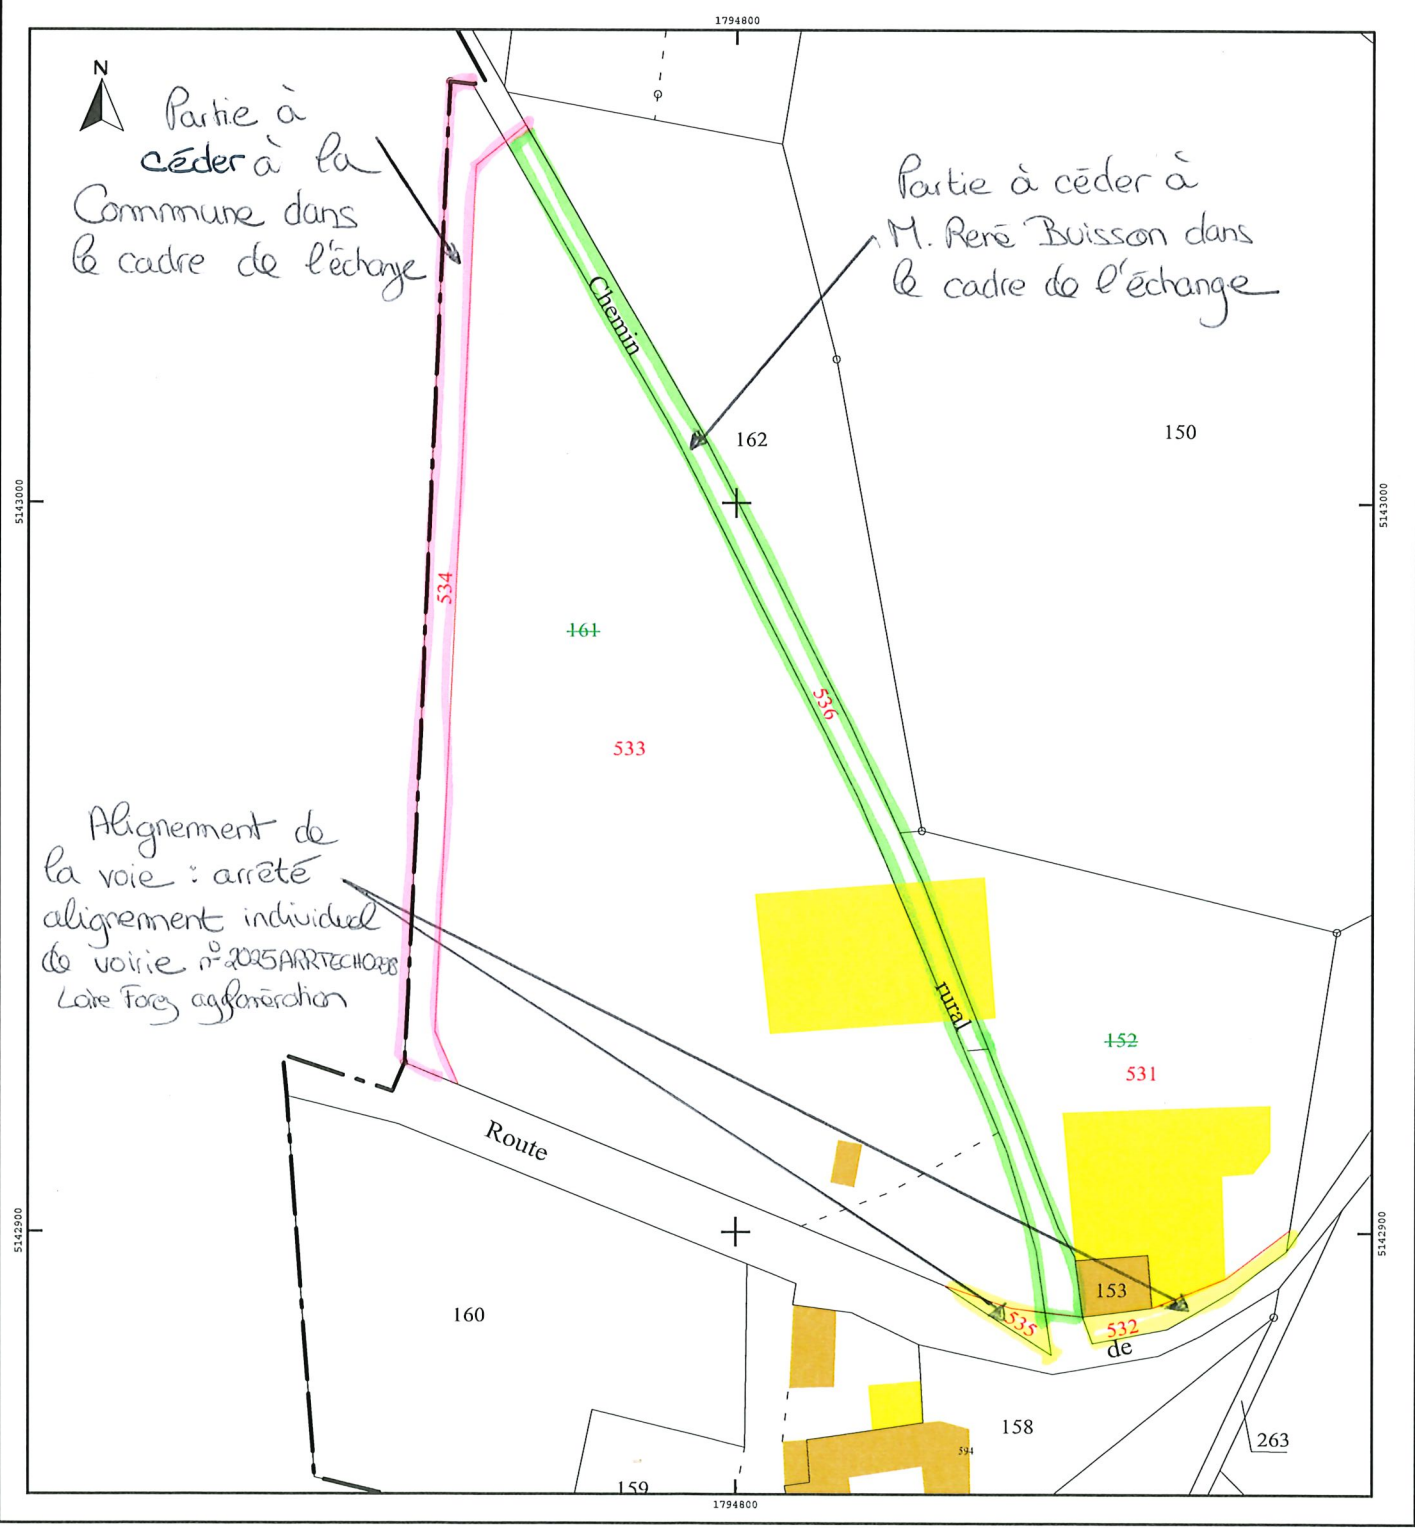 1794800
N
Partie à
céder à la
Commune dans
le cadre de l'échange
Partie à céder à
M. René Buisson dans
le cadre de l'échange
Chemin
162
150
5143000
5143000
534
161
536
533
Alignement de
la voie : arrêté
alignement individuel
de voirie n° 2025ARRTECH0298
Loire Forez agglomération
rural
152
531
Route
5142900
5142900
153
535
532
de
160
158
594
263
159
1794800